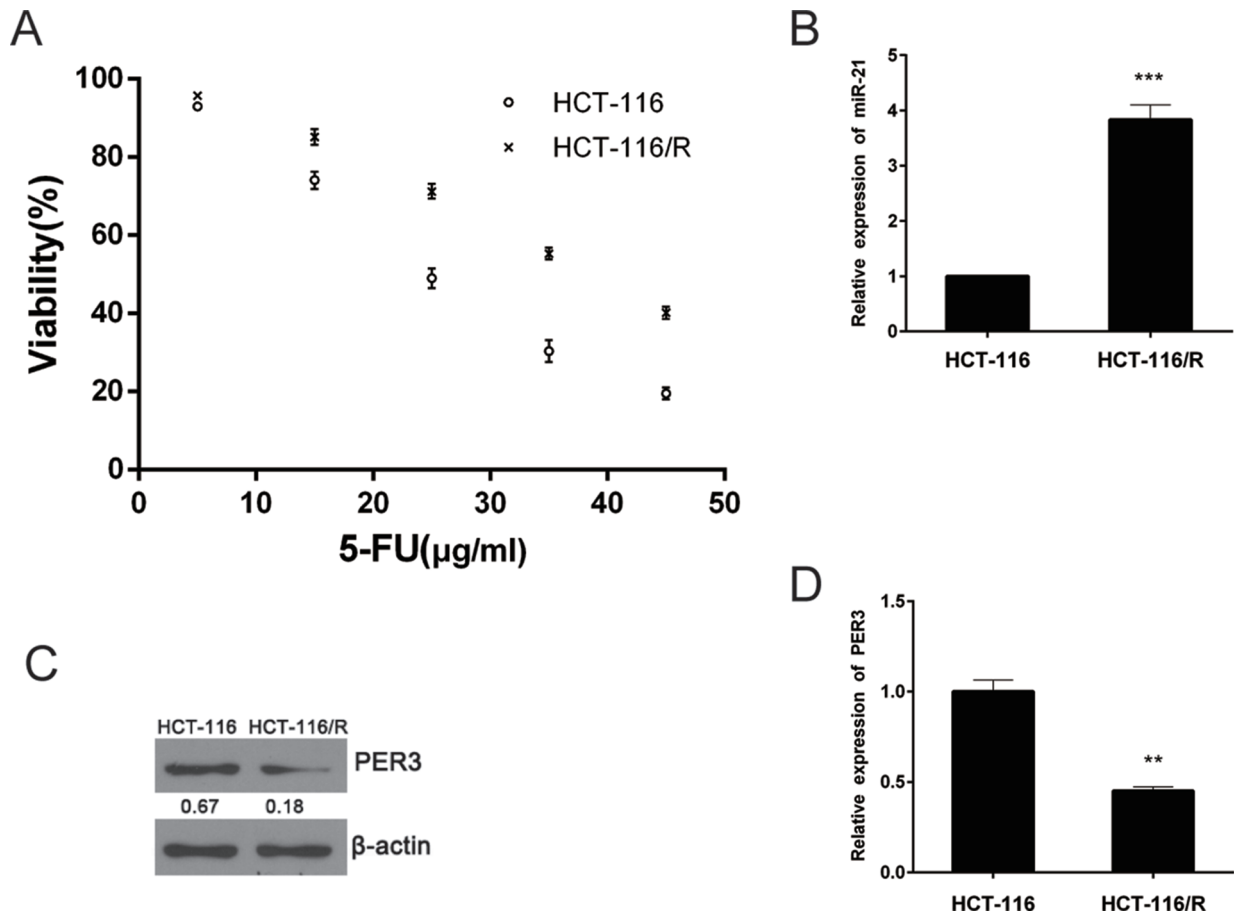 A
100
80
60
40
20
0
Viability(%)
0 10 20 30 40 50
5-FU(μg/ml)
HCT-116
HCT-116/R
B
5
4
3
2
1
0
Relative expression of miR-21
***
HCT-116 HCT-116/R
C
HCT-116 HCT-116/R
PER3
0.67 0.18
β-actin
D
1.5
1.0
0.5
0.0
Relative expression of PER3
**
HCT-116 HCT-116/R